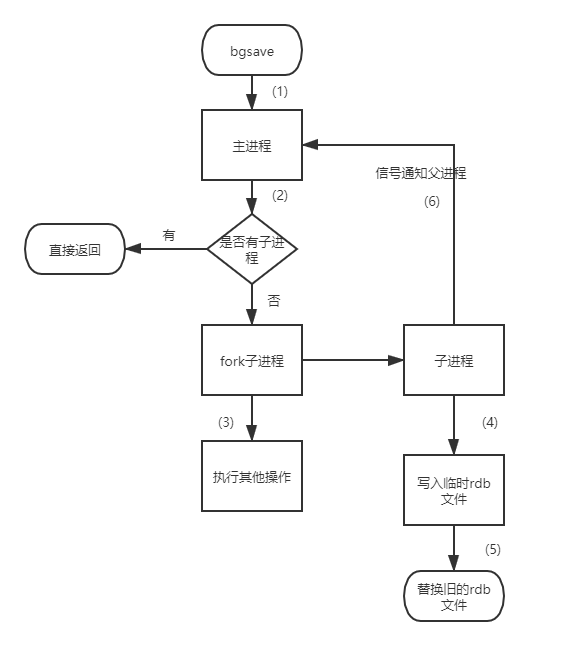 bgsave
(1)
主进程
信号通知父进程
(2)
(6)
有
直接返回
是否有子进
程
否
fork子进程
子进程
(3)
(4)
执行其他操作
写入临时rdb
文件
(5)
替换旧的rdb
文件